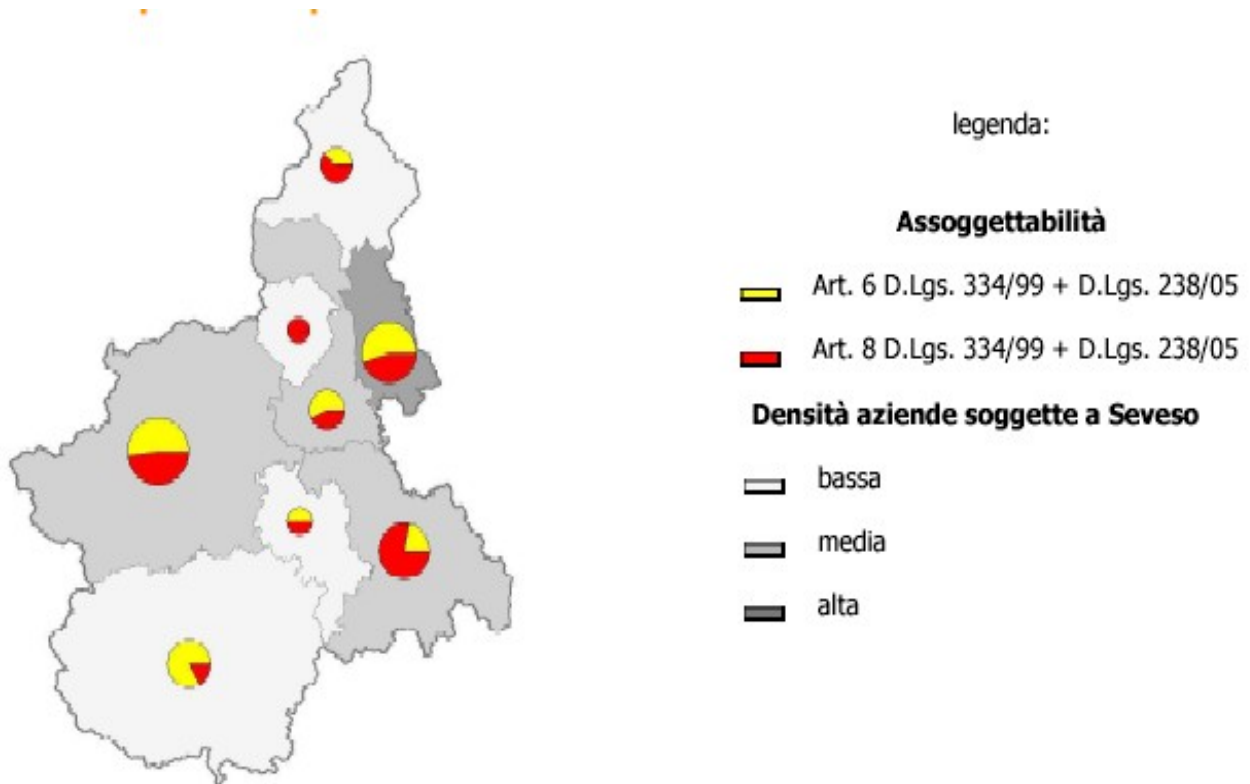 legenda:
Assoggettabilità
Art. 6 D.Lgs. 334/99 + D.Lgs. 238/05
Art. 8 D.Lgs. 334/99 + D.Lgs. 238/05
Densità aziende soggette a Seveso
bassa
media
alta